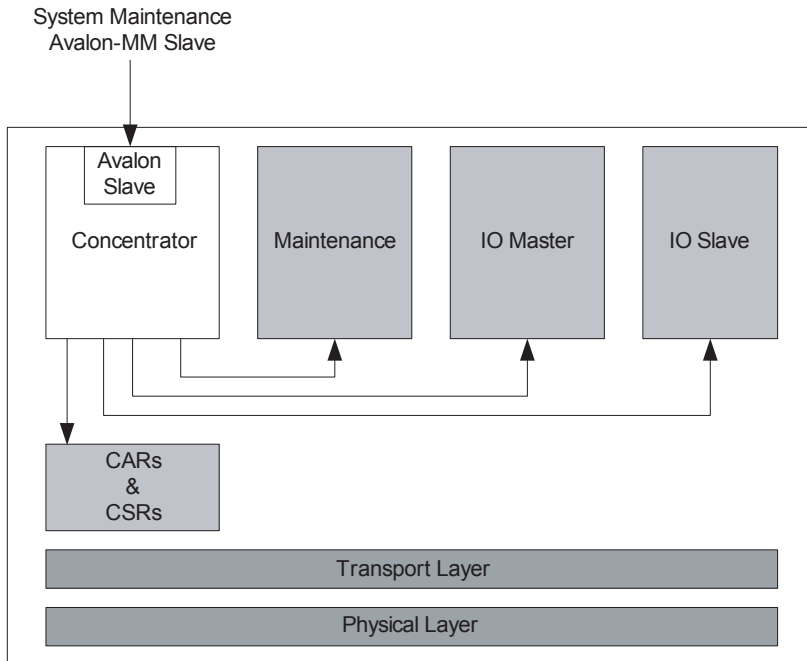 System Maintenance
Avalon-MM Slave
Avalon
Slave
Concentrator
Maintenance
IO Master
IO Slave
CARs
&
CSRs
Transport Layer
Physical Layer